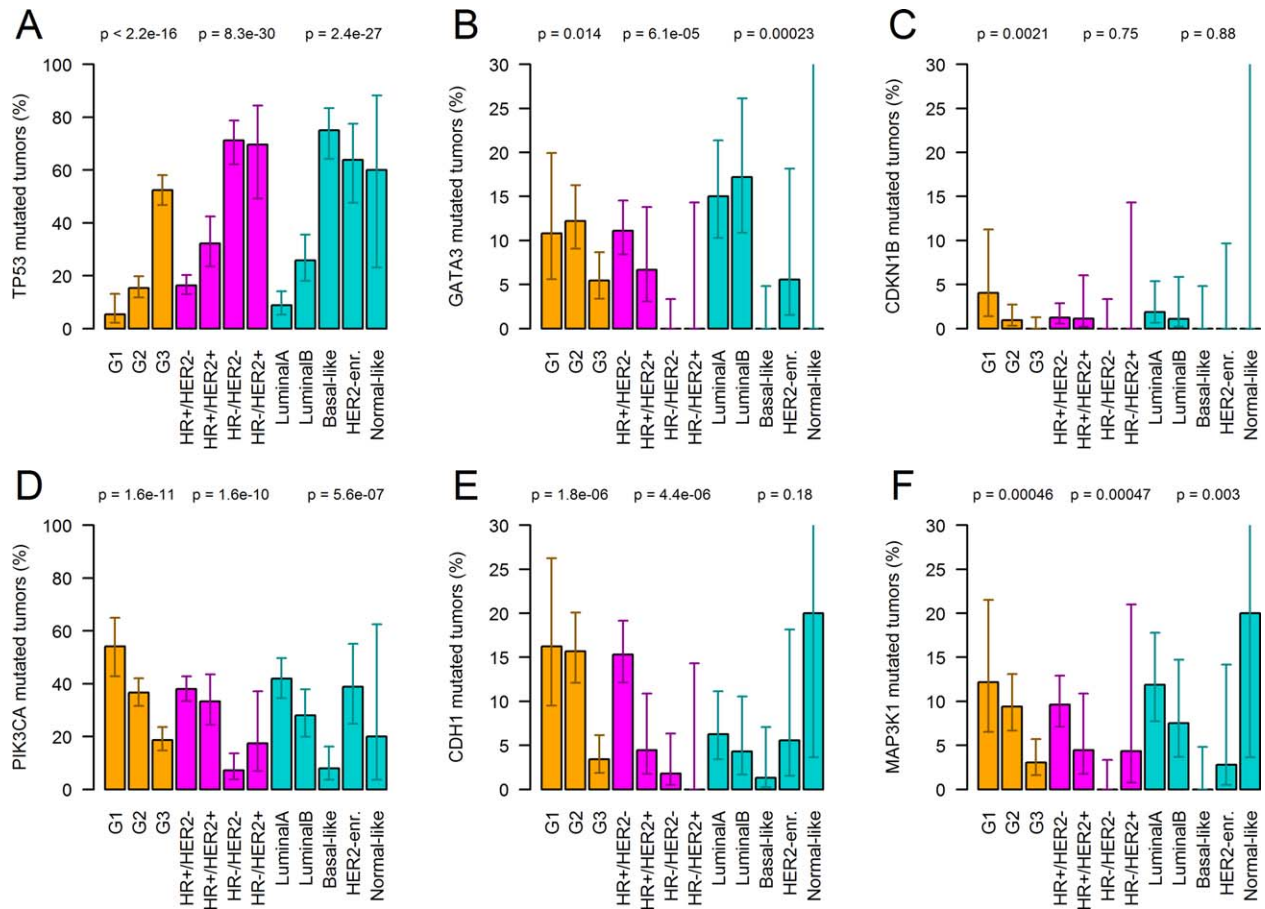 A
p < 2.2e-16 p = 8.3e-30 p = 2.4e-27
TP53 mutated tumors (%)
100
80
60
40
20
0
G1
G2
G3
HR+/HER2-
HR+/HER2+
HR-/HER2-
HR-/HER2+
LuminalA
LuminalB
Basal-like
HER2-enr.
Normal-like
B
p = 0.014 p = 6.1e-05 p = 0.00023
GATA3 mutated tumors (%)
30
25
20
15
10
5
0
G1
G2
G3
HR+/HER2-
HR+/HER2+
HR-/HER2-
HR-/HER2+
LuminalA
LuminalB
Basal-like
HER2-enr.
Normal-like
C
p = 0.0021 p = 0.75 p = 0.88
CDKN1B mutated tumors (%)
30
25
20
15
10
5
0
G1
G2
G3
HR+/HER2-
HR+/HER2+
HR-/HER2-
HR-/HER2+
LuminalA
LuminalB
Basal-like
HER2-enr.
Normal-like
D
p = 1.6e-11 p = 1.6e-10 p = 5.6e-07
PIK3CA mutated tumors (%)
100
80
60
40
20
0
G1
G2
G3
HR+/HER2-
HR+/HER2+
HR-/HER2-
HR-/HER2+
LuminalA
LuminalB
Basal-like
HER2-enr.
Normal-like
E
p = 1.8e-06 p = 4.4e-06 p = 0.18
CDH1 mutated tumors (%)
30
25
20
15
10
5
0
G1
G2
G3
HR+/HER2-
HR+/HER2+
HR-/HER2-
HR-/HER2+
LuminalA
LuminalB
Basal-like
HER2-enr.
Normal-like
F
p = 0.00046 p = 0.00047 p = 0.003
MAP3K1 mutated tumors (%)
30
25
20
15
10
5
0
G1
G2
G3
HR+/HER2-
HR+/HER2+
HR-/HER2-
HR-/HER2+
LuminalA
LuminalB
Basal-like
HER2-enr.
Normal-like